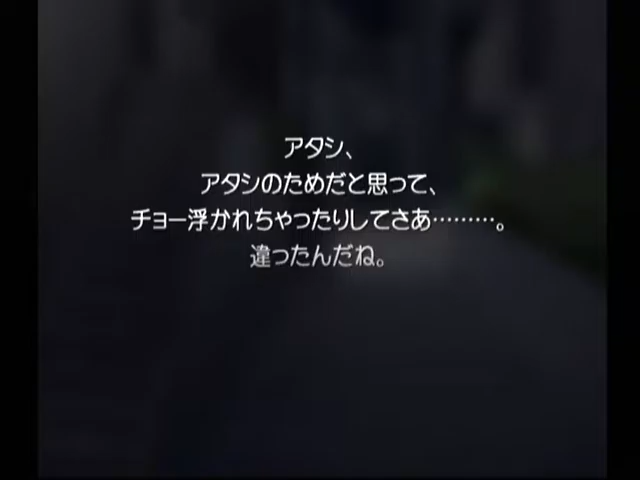 アタシ、
アタシのためだと思って、
チョー浮かれちゃったりしてさあ………。
違ったんだね。